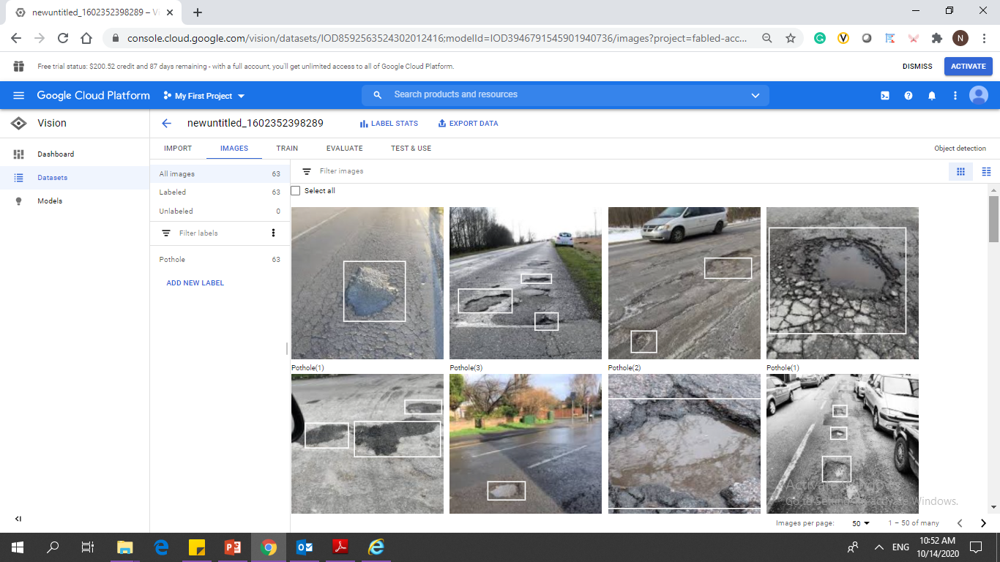 newuntitled_1602352398289 – Vi
console.cloud.google.com/vision/datasets/IOD8592563524302012416:modelId=IOD3946791545901940736/images?project=fabled-acc...
N
Free trial status: $200.52 credit and 87 days remaining - with a full account, you'll get unlimited access to all of Google Cloud Platform.
DISMISS
ACTIVATE
Google Cloud Platform
My First Project
Search products and resources
Vision
newuntitled_1602352398289
LABEL STATS
EXPORT DATA
Dashboard
Datasets
Models
IMPORT
IMAGES
TRAIN
EVALUATE
TEST & USE
Object detection
All images 63
Labeled 63
Unlabeled 0
Filter labels
Pothole 63
ADD NEW LABEL
Filter images
Select all
Pothole(1)
Pothole(3)
Pothole(2)
Pothole(1)
Activate Windows
Go to Settings to activate Windows.
Images per page: 50 1 – 50 of many
ENG
10:52 AM
10/14/2020